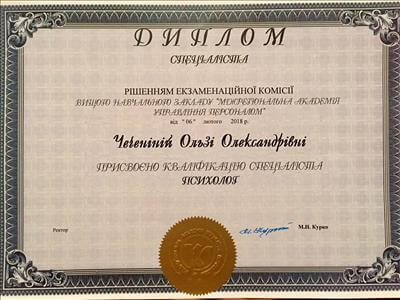 ДИПЛОМ
СПЕЦІАЛІСТА
РІШЕННЯМ ЕКЗАМЕНАЦІЙНОЇ КОМІСІЇ
ВИЩОГО НАВЧАЛЬНОГО ЗАКЛАДУ "МІЖРЕГІОНАЛЬНА АКАДЕМІЯ
УПРАВЛІННЯ ПЕРСОНАЛОМ"
від "06" лютого 2018 р.
Ользі Олександрівні
ПРИСВОЄНО КВАЛІФІКАЦІЮ СПЕЦІАЛІСТА
ПСИХОЛОГ
Ректор М.Н. Курко